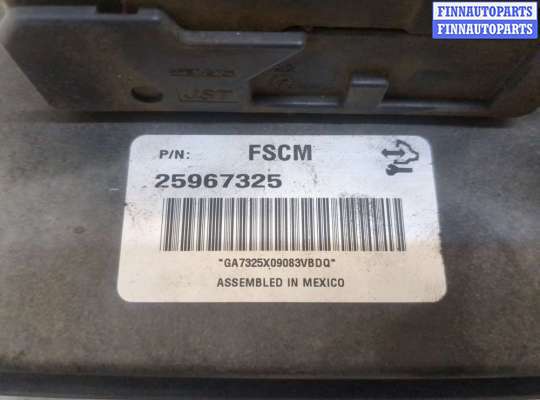 FINNAUTOPARTS
FINNAUTOPARTS
JST
P/N: FSCM
25967325
"GA7325X09083VBDQ"
ASSEMBLED IN MEXICO